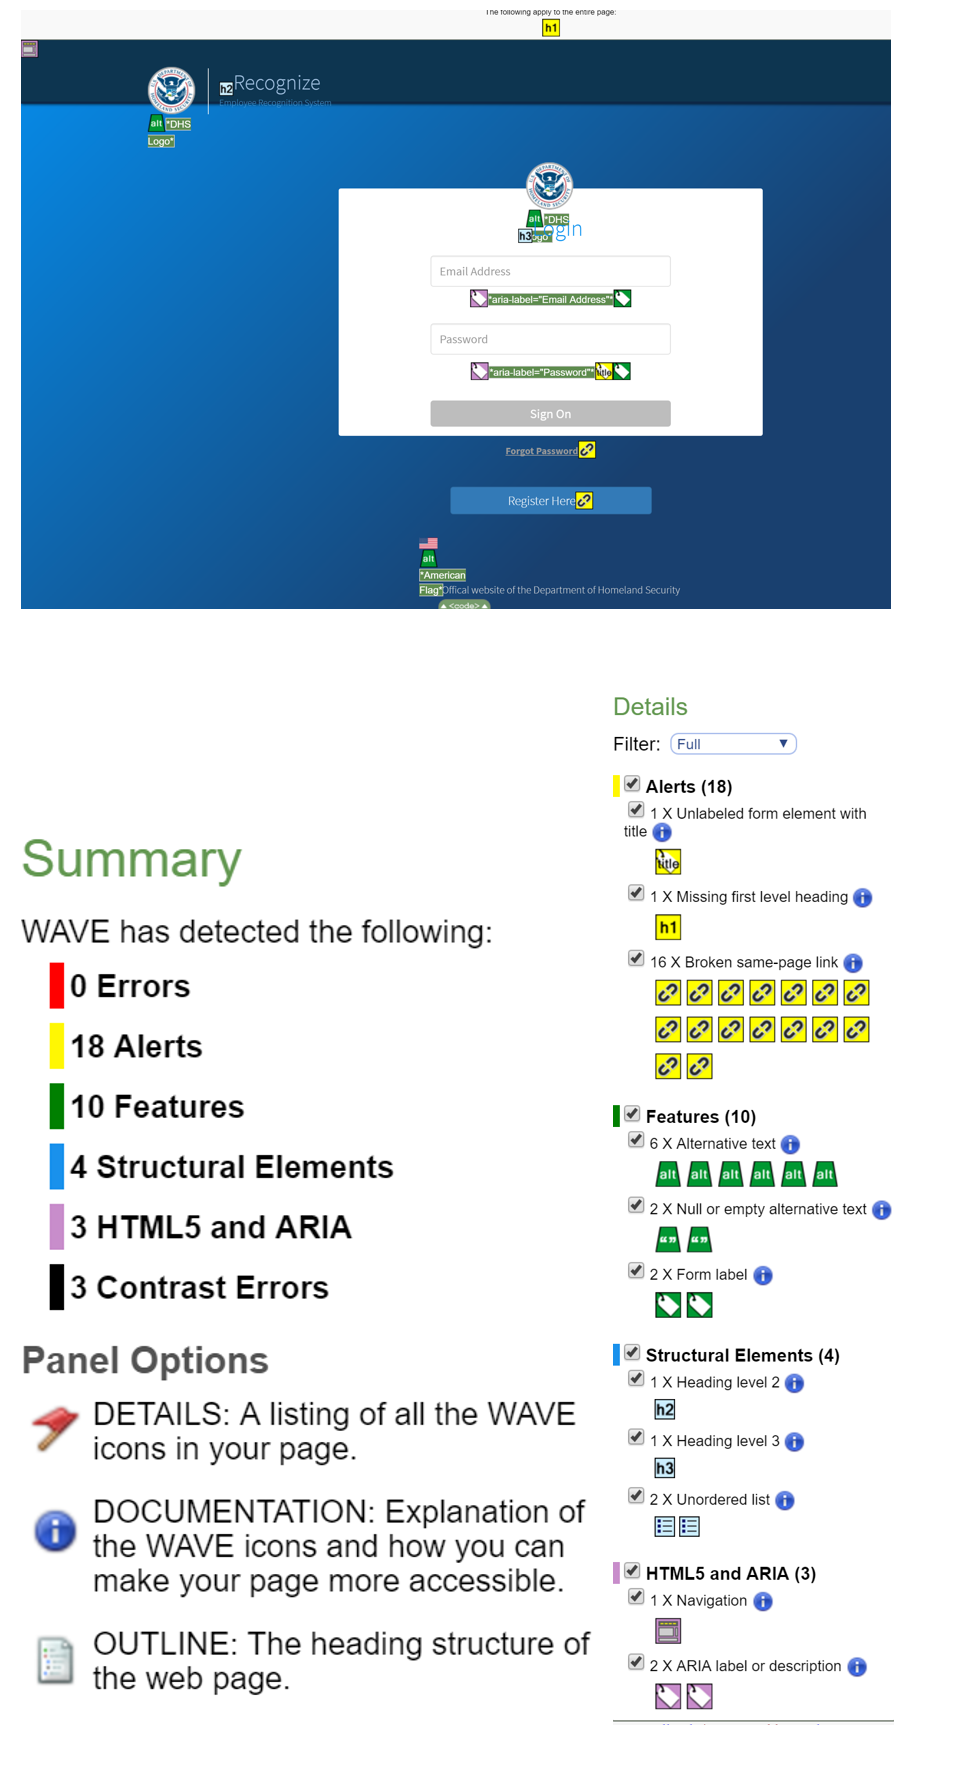 The following apply to the entire page:
h1
h2 Recognize
Employee Recognition System
alt *DHS
Logo*
alt *DHS
h3 ogo* Login
Email Address
*aria-label="Email Address"*
Password
*aria-label="Password"* title
Sign On
Forgot Password
Register Here
alt
*American
Flag* Offical website of the Department of Homeland Security
<code>
Details
Filter: Full
Alerts (18)
1 X Unlabeled form element with
title
title
1 X Missing first level heading
h1
16 X Broken same-page link
Features (10)
6 X Alternative text
alt alt alt alt alt alt
2 X Null or empty alternative text
"" ""
2 X Form label
Structural Elements (4)
1 X Heading level 2
h2
1 X Heading level 3
h3
2 X Unordered list
HTML5 and ARIA (3)
1 X Navigation
2 X ARIA label or description
Summary
WAVE has detected the following:
0 Errors
18 Alerts
10 Features
4 Structural Elements
3 HTML5 and ARIA
3 Contrast Errors
Panel Options
DETAILS: A listing of all the WAVE
icons in your page.
DOCUMENTATION: Explanation of
the WAVE icons and how you can
make your page more accessible.
OUTLINE: The heading structure of
the web page.